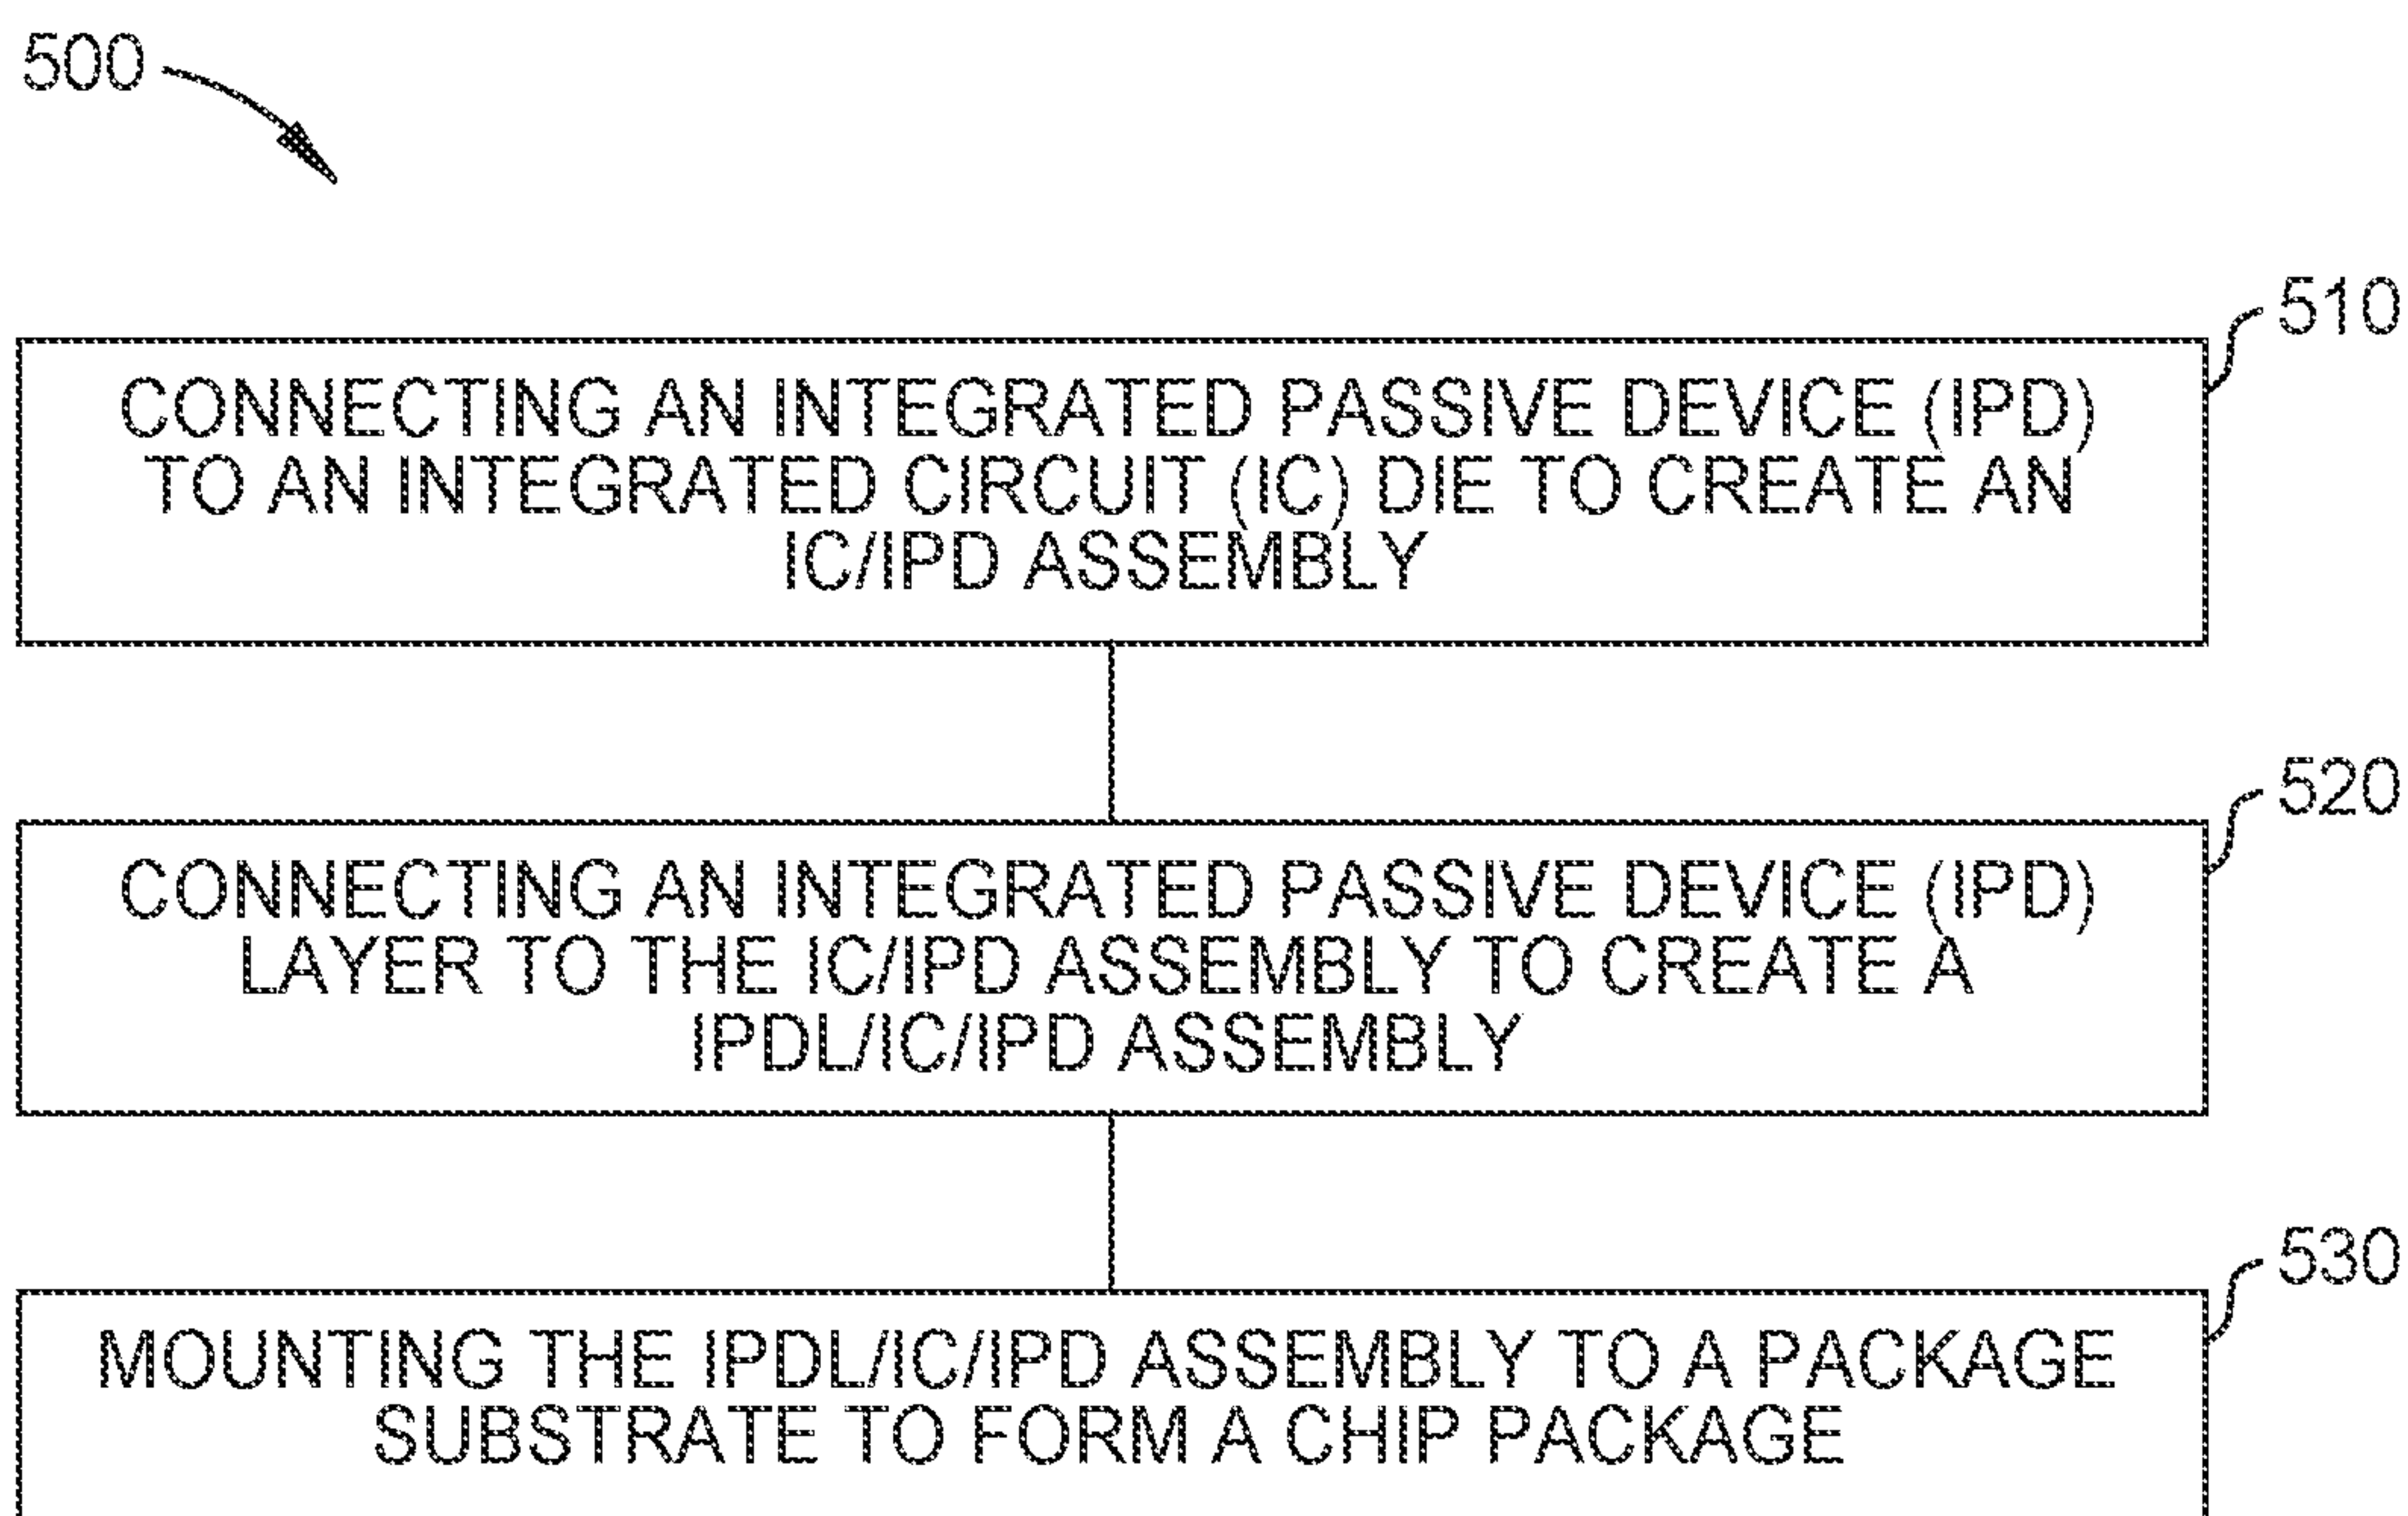 500
510
CONNECTING AN INTEGRATED PASSIVE DEVICE (IPD)
TO AN INTEGRATED CIRCUIT (IC) DIE TO CREATE AN
IC/IPD ASSEMBLY
520
CONNECTING AN INTEGRATED PASSIVE DEVICE (IPD)
LAYER TO THE IC/IPD ASSEMBLY TO CREATE A
IPDL/IC/IPD ASSEMBLY
530
MOUNTING THE IPDL/IC/IPD ASSEMBLY TO A PACKAGE
SUBSTRATE TO FORM A CHIP PACKAGE